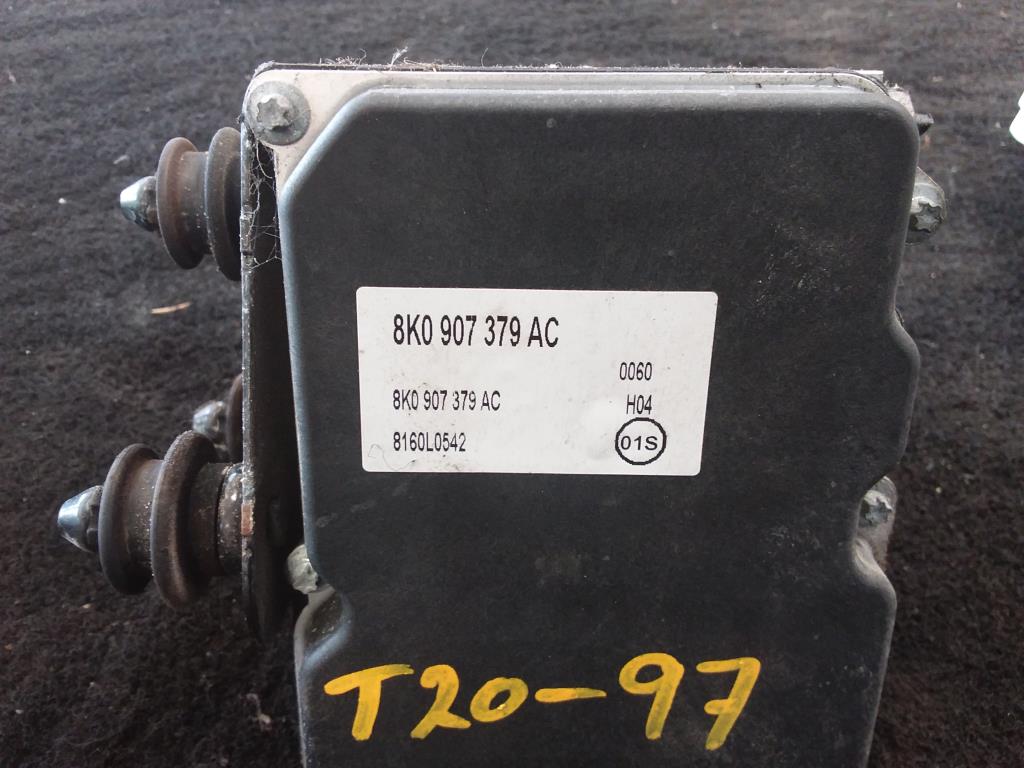 8K0 907 379 AC
0060
8K0 907 379 AC H04
8160L0542 01S
T20-97